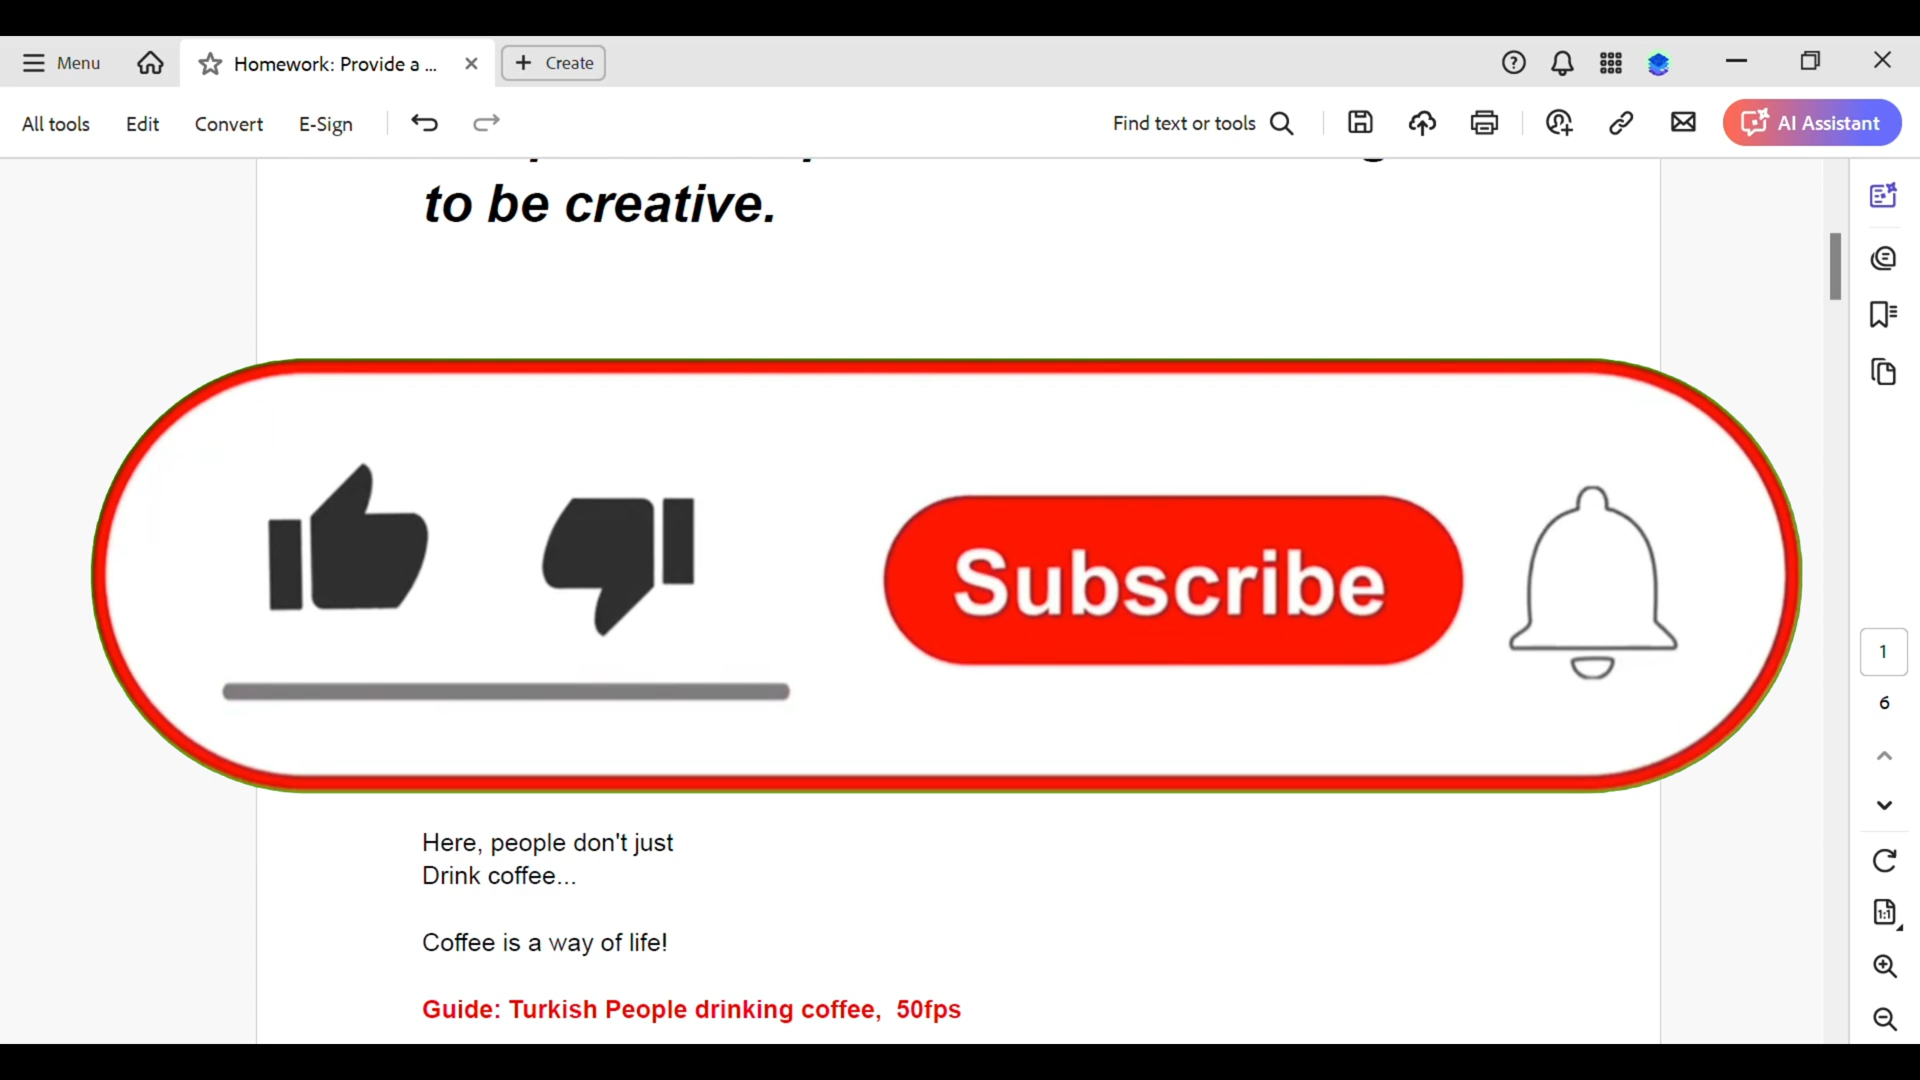 Menu
Homework: Provide a ...
Create
All tools
Edit
Convert
E-Sign
Find text or tools
AI Assistant
to be creative.
Subscribe
1
6
1:1
Here, people don't just
Drink coffee...
Coffee is a way of life!
Guide: Turkish People drinking coffee, 50fps